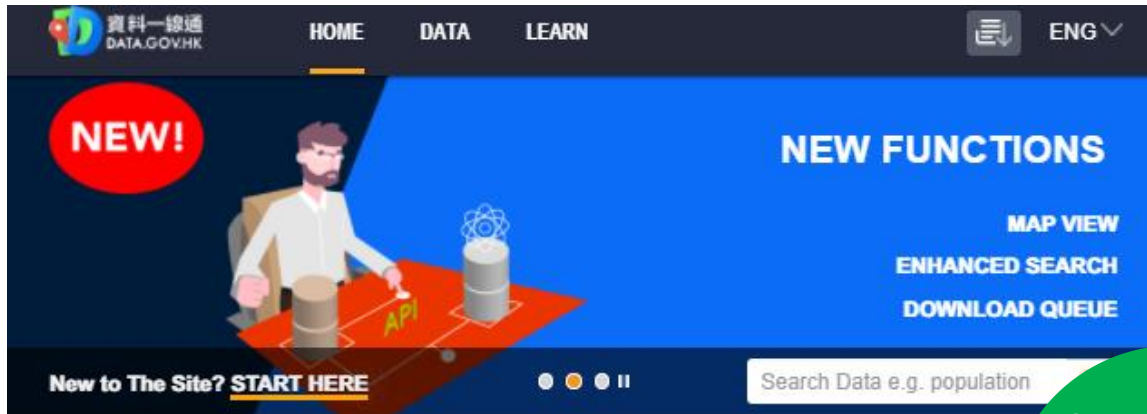 資料一線通
DATA.GOV.HK
HOME DATA LEARN ENG
NEW!
NEW FUNCTIONS
MAP VIEW
ENHANCED SEARCH
DOWNLOAD QUEUE
API
New to The Site? START HERE
Search Data e.g. population